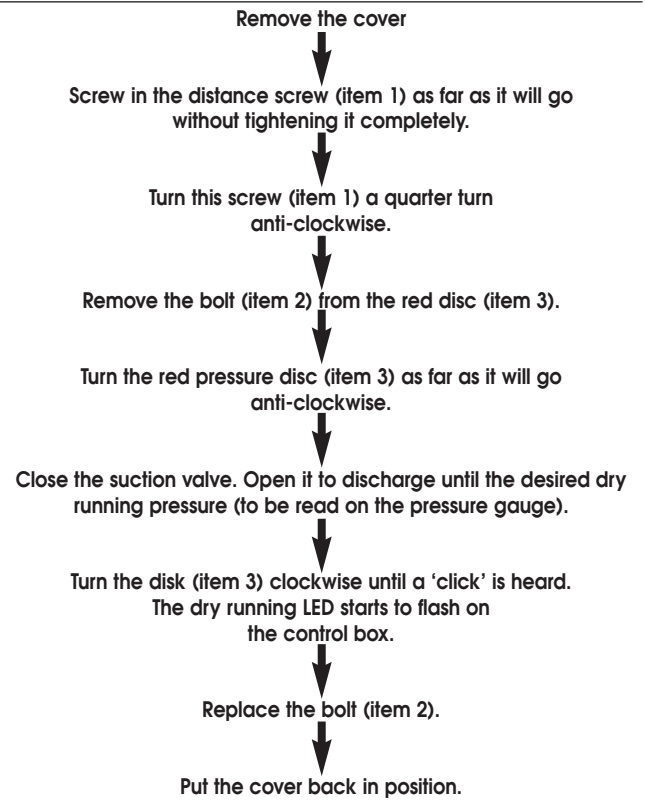 Remove the cover
Screw in the distance screw (item 1) as far as it will go
without tightening it completely.
Turn this screw (item 1) a quarter turn
anti-clockwise.
Remove the bolt (item 2) from the red disc (item 3).
Turn the red pressure disc (item 3) as far as it will go
anti-clockwise.
Close the suction valve. Open it to discharge until the desired dry
running pressure (to be read on the pressure gauge).
Turn the disk (item 3) clockwise until a ‘click’ is heard.
The dry running LED starts to flash on
the control box.
Replace the bolt (item 2).
Put the cover back in position.